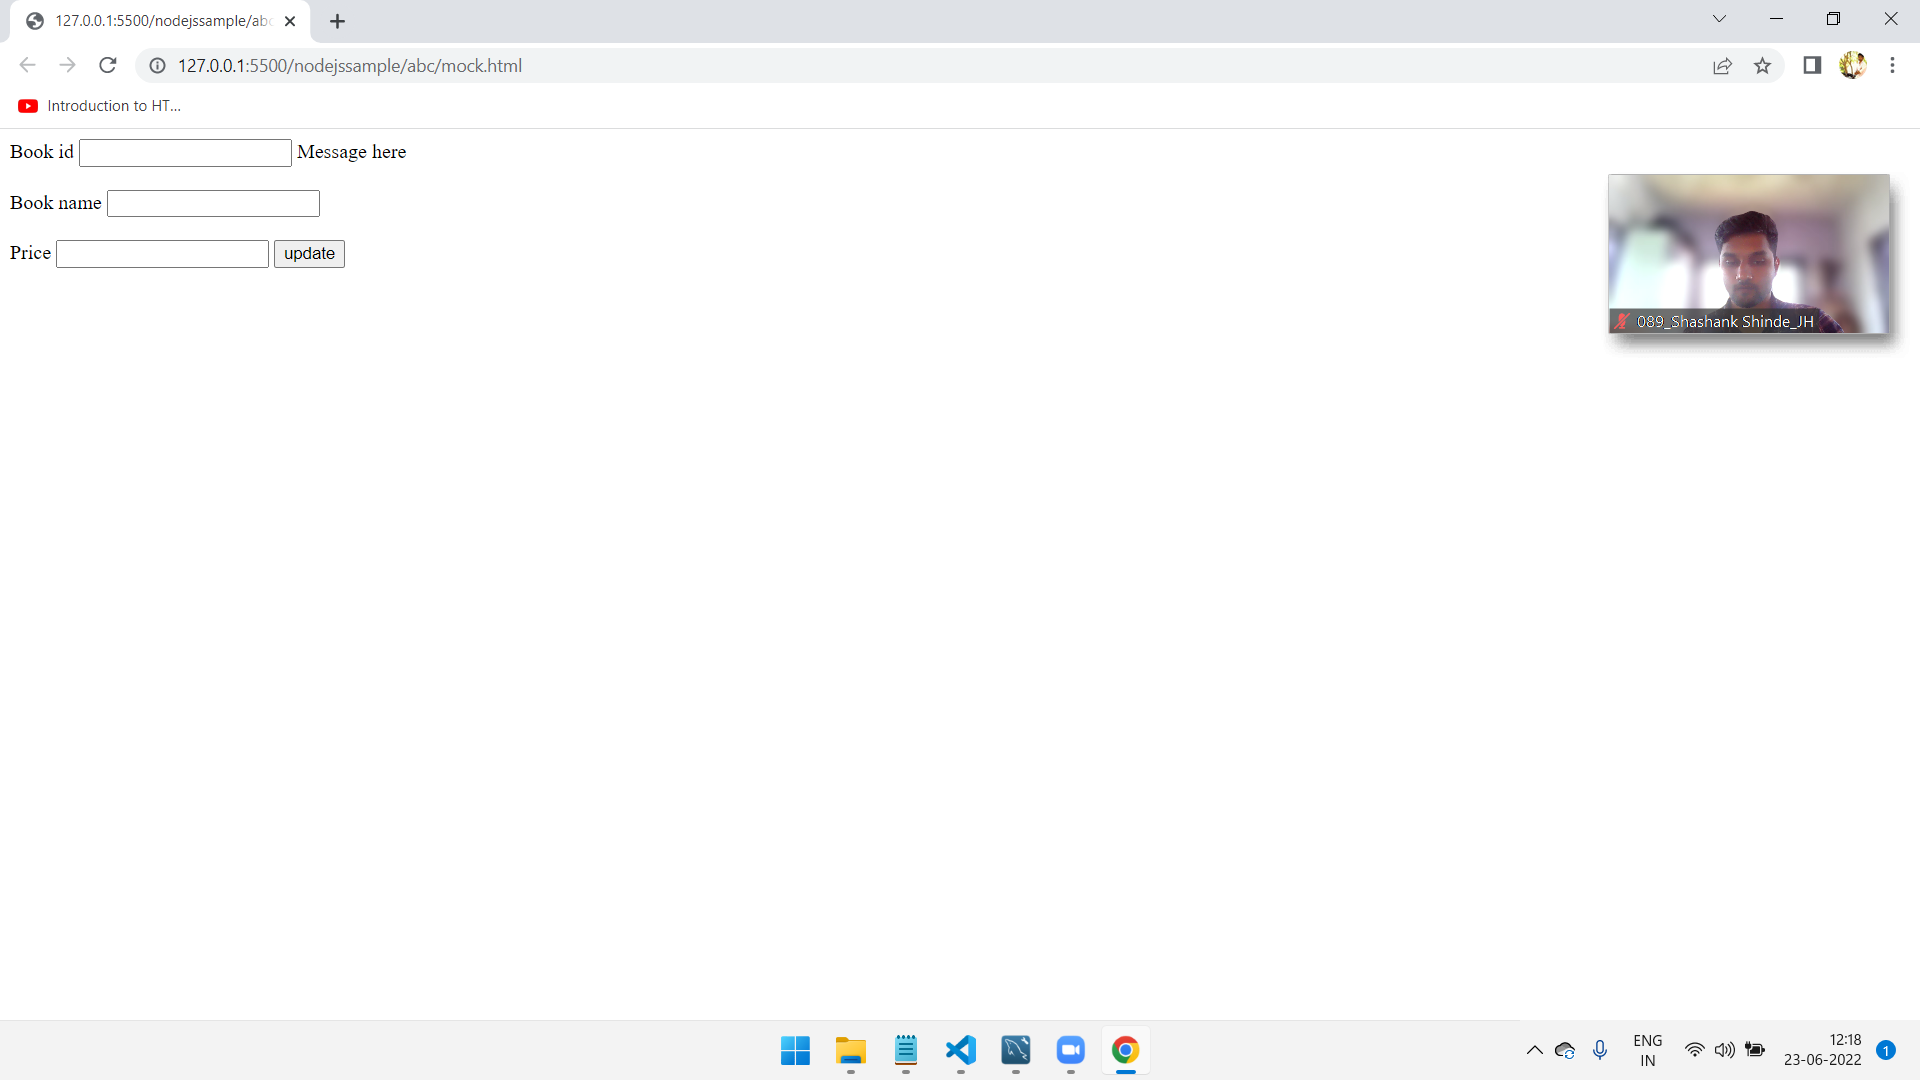 127.0.0.1:5500/nodejssample/abc
127.0.0.1:5500/nodejssample/abc/mock.html
Introduction to HT...
Book id Message here
Book name
Price update
089_Shashank Shinde_JH
ENG
IN
12:18
23-06-2022
1